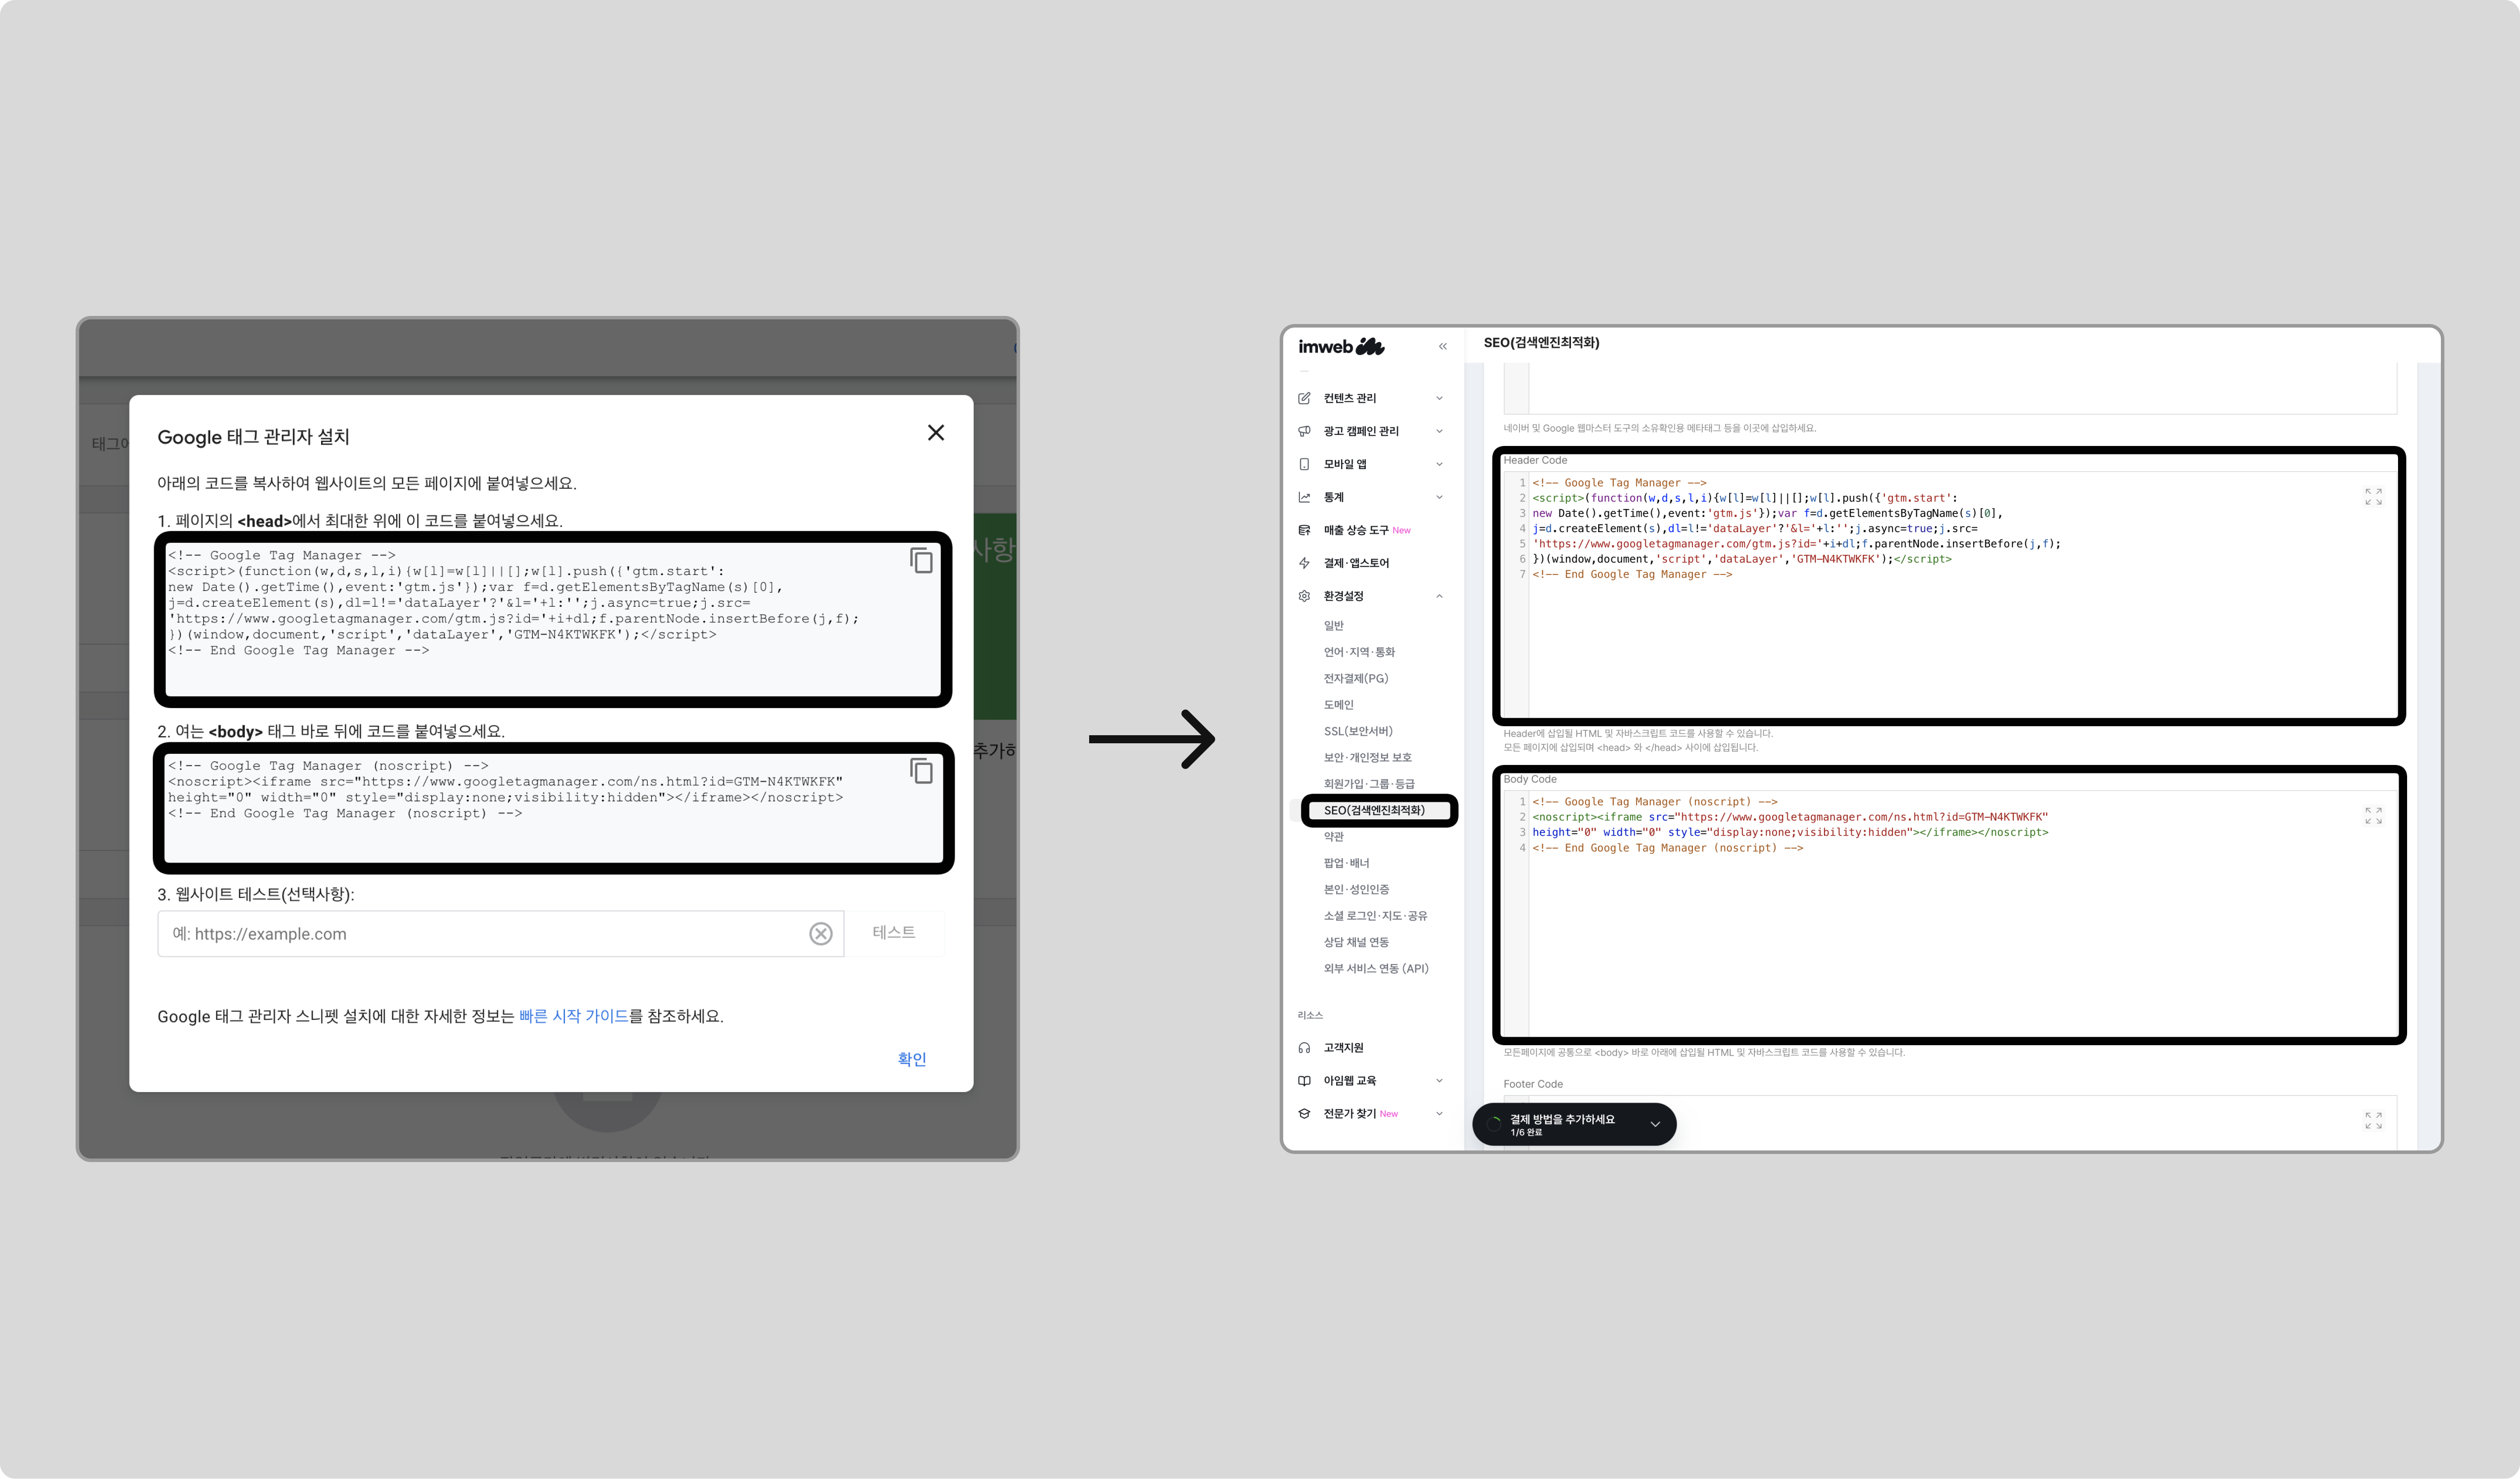 태그에
사항
추가하
Google 태그 관리자 설치
아래의 코드를 복사하여 웹사이트의 모든 페이지에 붙여넣으세요.
1. 페이지의 <head>에서 최대한 위에 이 코드를 붙여넣으세요.
<!-- Google Tag Manager -->
<script>(function(w,d,s,l,i){w[l]=w[l]||[];w[l].push({'gtm.start':
new Date().getTime(),event:'gtm.js'});var f=d.getElementsByTagName(s)[0],
j=d.createElement(s),dl=l!='dataLayer'?'&l='+l:'';j.async=true;j.src=
'https://www.googletagmanager.com/gtm.js?id='+i+dl;f.parentNode.insertBefore(j,f);
})(window,document,'script','dataLayer','GTM-N4KTWKFK');</script>
<!-- End Google Tag Manager -->
2. 여는 <body> 태그 바로 뒤에 코드를 붙여넣으세요.
<!-- Google Tag Manager (noscript) -->
<noscript><iframe src="https://www.googletagmanager.com/ns.html?id=GTM-N4KTWKFK"
height="0" width="0" style="display:none;visibility:hidden"></iframe></noscript>
<!-- End Google Tag Manager (noscript) -->
3. 웹사이트 테스트(선택사항):
예: https://example.com
테스트
Google 태그 관리자 스니펫 설치에 대한 자세한 정보는 빠른 시작 가이드를 참조하세요.
확인
imweb
컨텐츠 관리
광고 캠페인 관리
모바일 앱
통계
매출 상승 도구 New
결제·앱스토어
환경설정
일반
언어·지역·통화
전자결제(PG)
도메인
SSL(보안서버)
보안·개인정보 보호
회원가입·그룹·등급
SEO(검색엔진최적화)
약관
팝업·배너
본인·성인인증
소셜 로그인·지도·공유
상담 채널 연동
외부 서비스 연동 (API)
리소스
고객지원
아임웹 교육
전문가 찾기 New
SEO(검색엔진최적화)
네이버 및 Google 웹마스터 도구의 소유확인용 메타태그 등을 이곳에 삽입하세요.
Header Code
1 <!-- Google Tag Manager -->
2 <script>(function(w,d,s,l,i){w[l]=w[l]||[];w[l].push({'gtm.start':
3 new Date().getTime(),event:'gtm.js'});var f=d.getElementsByTagName(s)[0],
4 j=d.createElement(s),dl=l!='dataLayer'?'&l='+l:'';j.async=true;j.src=
5 'https://www.googletagmanager.com/gtm.js?id='+i+dl;f.parentNode.insertBefore(j,f);
6 })(window,document,'script','dataLayer','GTM-N4KTWKFK');</script>
7 <!-- End Google Tag Manager -->
Header에 삽입될 HTML 및 자바스크립트 코드를 사용할 수 있습니다.
모든 페이지에 삽입되며 <head> 와 </head> 사이에 삽입됩니다.
Body Code
1 <!-- Google Tag Manager (noscript) -->
2 <noscript><iframe src="https://www.googletagmanager.com/ns.html?id=GTM-N4KTWKFK"
3 height="0" width="0" style="display:none;visibility:hidden"></iframe></noscript>
4 <!-- End Google Tag Manager (noscript) -->
모든페이지에 공통으로 <body> 바로 아래에 삽입될 HTML 및 자바스크립트 코드를 사용할 수 있습니다.
Footer Code
결제 방법을 추가하세요
1/6 완료